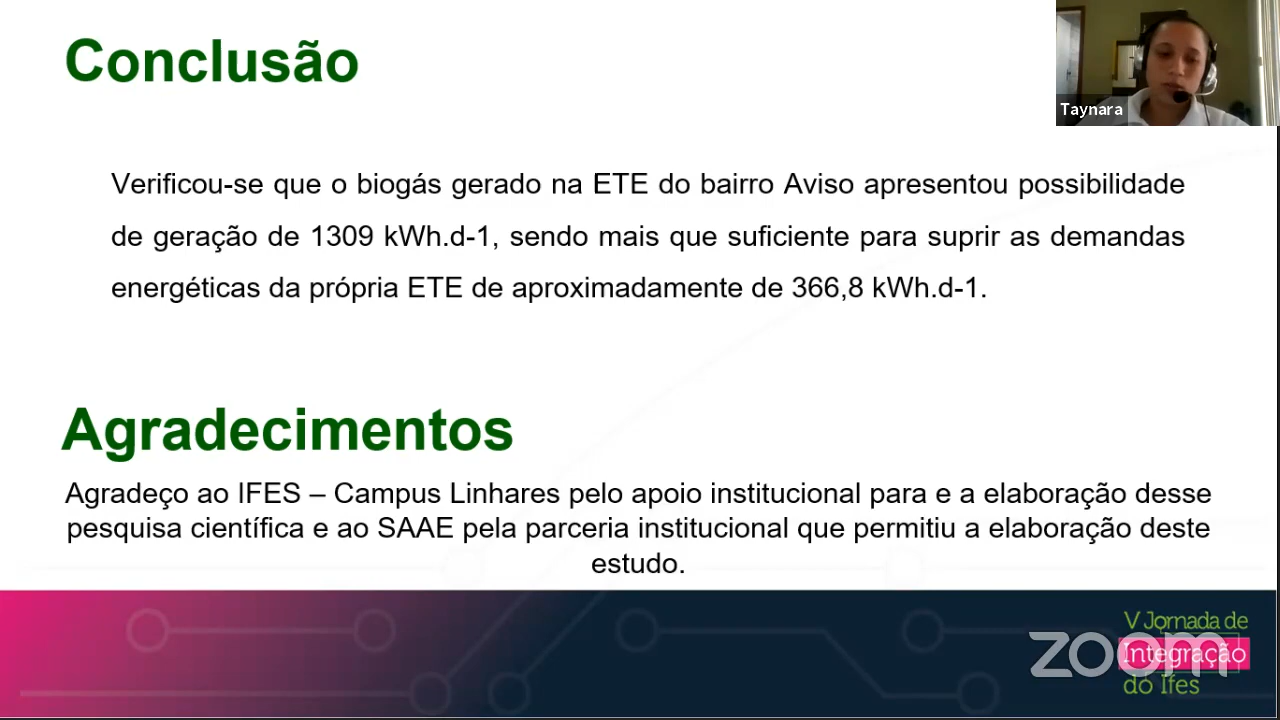 Conclusão
Taynara
Verificou-se que o biogás gerado na ETE do bairro Aviso apresentou possibilidade
de geração de 1309 kWh.d-1, sendo mais que suficiente para suprir as demandas
energéticas da própria ETE de aproximadamente de 366,8 kWh.d-1.
Agradecimentos
Agradeço ao IFES – Campus Linhares pelo apoio institucional para e a elaboração desse
pesquisa científica e ao SAAE pela parceria institucional que permitiu a elaboração deste
estudo.
V Jornada de
Integração
do Ifes
zoom